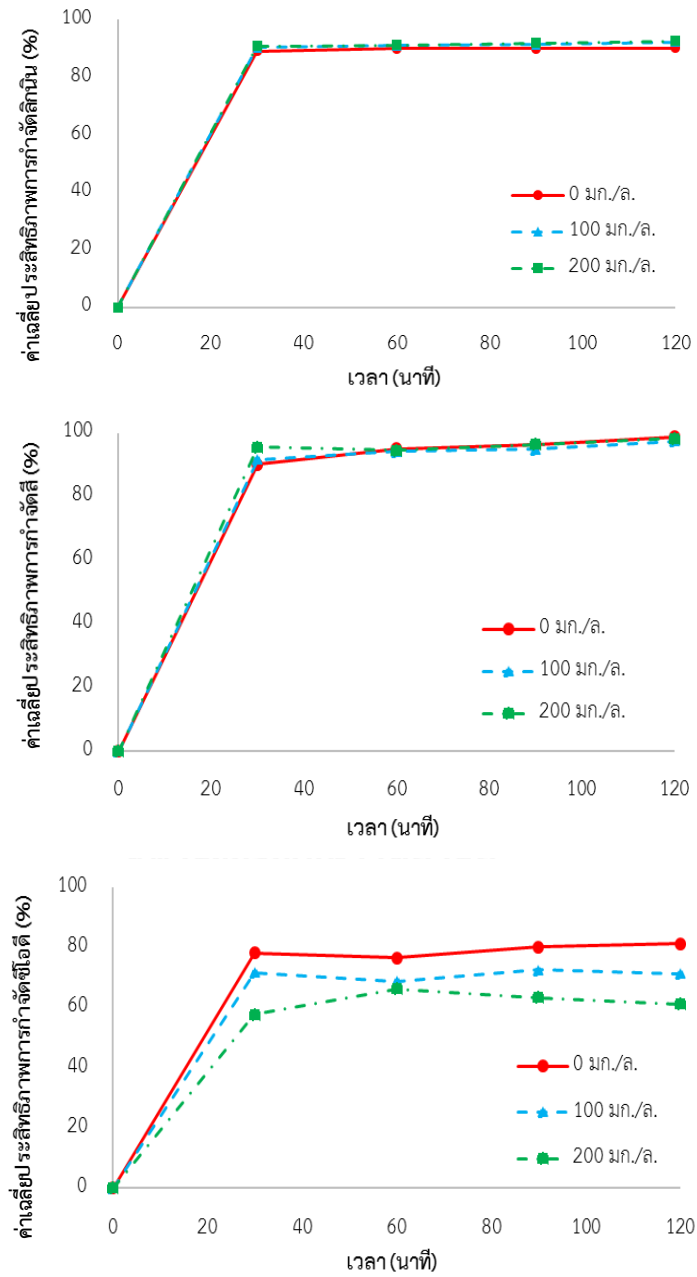 ค่าเฉลี่ยประสิทธิภาพการกำจัดลิกนิน (%)
100
80
60
40
20
0
0 มก./ล.
100 มก./ล.
200 มก./ล.
0 20 40 60 80 100 120
เวลา (นาที)
ค่าเฉลี่ยประสิทธิภาพการกำจัดสี (%)
100
80
60
40
20
0
0 มก./ล.
100 มก./ล.
200 มก./ล.
0 20 40 60 80 100 120
เวลา (นาที)
ค่าเฉลี่ยประสิทธิภาพการกำจัดซีโอดี (%)
100
80
60
40
20
0
0 มก./ล.
100 มก./ล.
200 มก./ล.
0 20 40 60 80 100 120
เวลา (นาที)